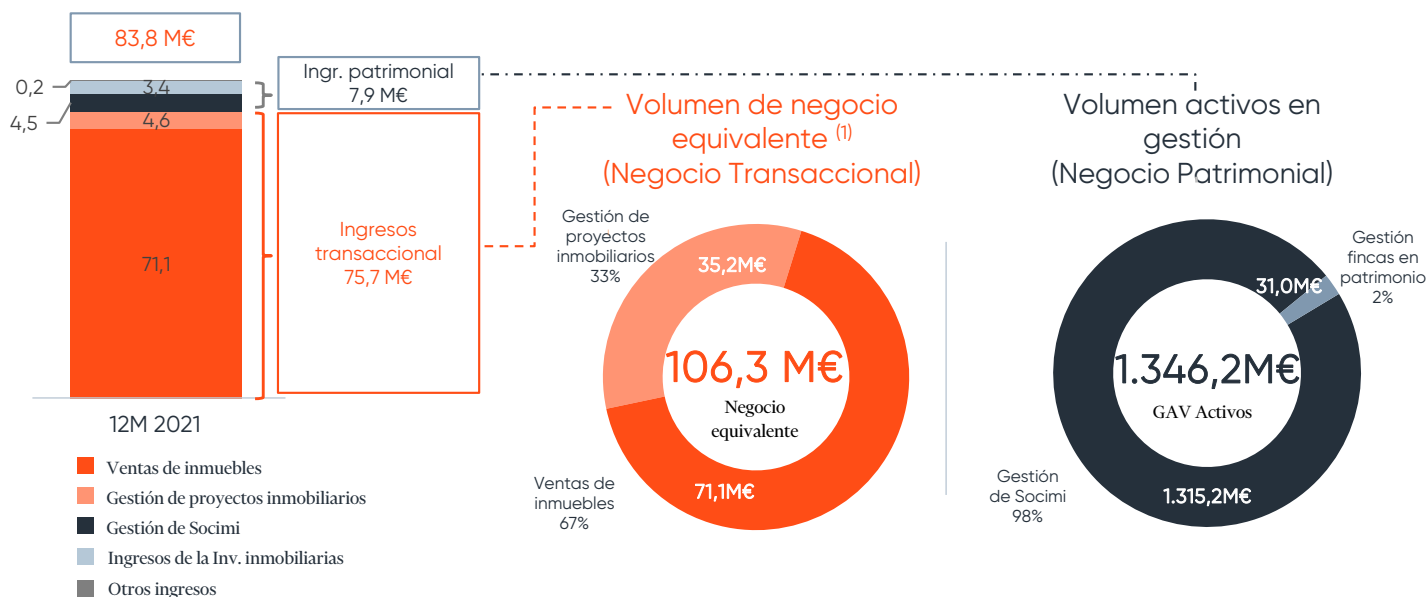 83,8 M€
0,2
3,4
4,5
4,6
71,1
12M 2021
Ingr. patrimonial
7,9 M€
Ingresos
transaccional
75,7 M€
Ventas de inmuebles
Gestión de proyectos inmobiliarios
Gestión de Socimi
Ingresos de la Inv. inmobiliarias
Otros ingresos
Volumen de negocio
equivalente (1)
(Negocio Transaccional)
Gestión de
proyectos
inmobiliarios
33%
35,2M€
106,3 M€
Negocio
equivalente
Ventas de
inmuebles
67%
71,1M€
Volumen activos en
gestión
(Negocio Patrimonial)
Gestión
fincas en
patrimonio
2%
31,0M€
1.346,2M€
GAV Activos
Gestión
de Socimi
98%
1.315,2M€